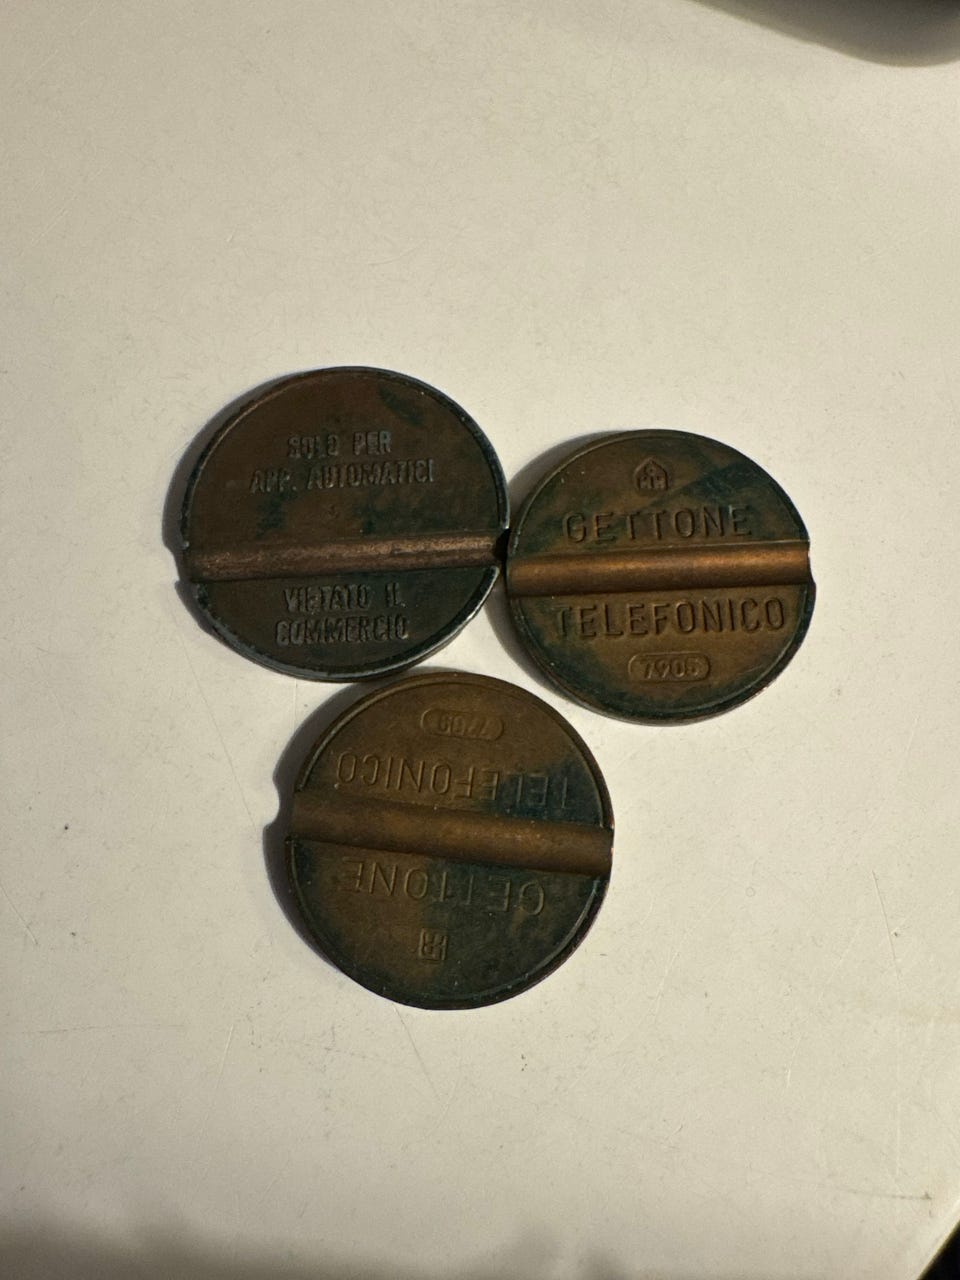 SOLO PER
APP. AUTOMATICI
VIETATO IL
COMMERCIO
GETTONE
TELEFONICO
7905
GETTONE
TELEFONICO